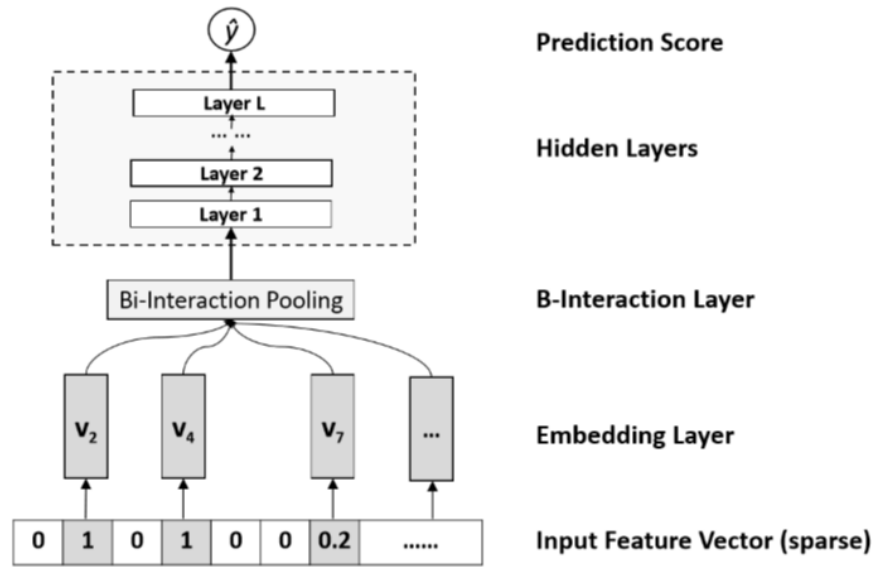 ŷ
Prediction Score
Layer L
... ...
Hidden Layers
Layer 2
Layer 1
Bi-Interaction Pooling
B-Interaction Layer
V2 V4 V7 ...
Embedding Layer
0 1 0 1 0 0 0.2 ......
Input Feature Vector (sparse)